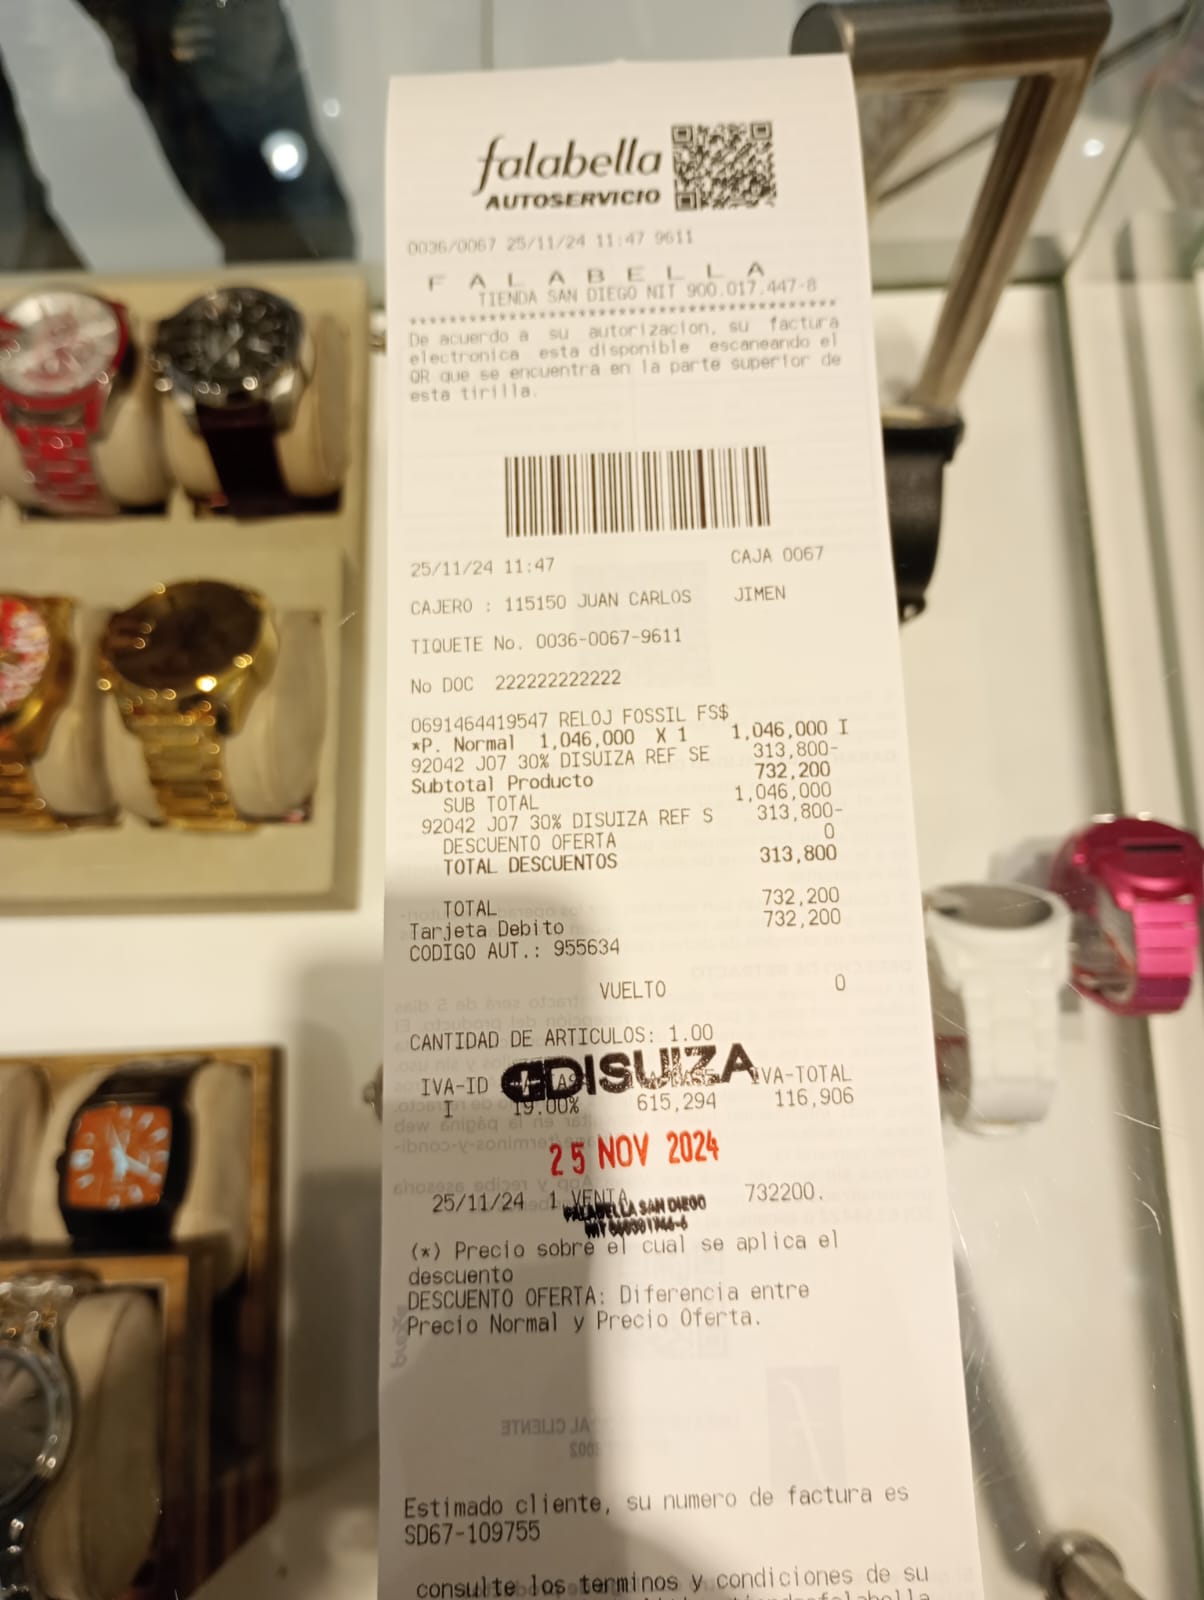 falabella
AUTOSERVICIO
0036/0067 25/11/24 11:47 9611
F A L A B E L L A
TIENDA SAN DIEGO NIT 900.017.447-8
****************************************
De acuerdo a su autorizacion, su factura
electronica esta disponible escaneando el
QR que se encuentra en la parte superior de
esta tirilla.
25/11/24 11:47 CAJA 0067
CAJERO : 115150 JUAN CARLOS JIMEN
TIQUETE No. 0036-0067-9611
No DOC 222222222222
0691464419547 RELOJ FOSSIL FS$
*P. Normal 1,046,000 X 1 1,046,000 I
92042 J07 30% DISUIZA REF SE 313,800-
Subtotal Producto 732,200
SUB TOTAL 1,046,000
92042 J07 30% DISUIZA REF S 313,800-
DESCUENTO OFERTA 0
TOTAL DESCUENTOS 313,800
TOTAL 732,200
Tarjeta Debito 732,200
CODIGO AUT.: 955634
VUELTO 0
CANTIDAD DE ARTICULOS: 1.00
DISUIZA
IVA-ID IVA-TOTAL
I 19.00% 615,294 116,906
25 NOV 2024
25/11/24 1 VENTA 732200.
FALABELLA SAN DIEGO
(*) Precio sobre el cual se aplica el
descuento
DESCUENTO OFERTA: Diferencia entre
Precio Normal y Precio Oferta.
Estimado cliente, su numero de factura es
SD67-109755
consulte los terminos y condiciones de su